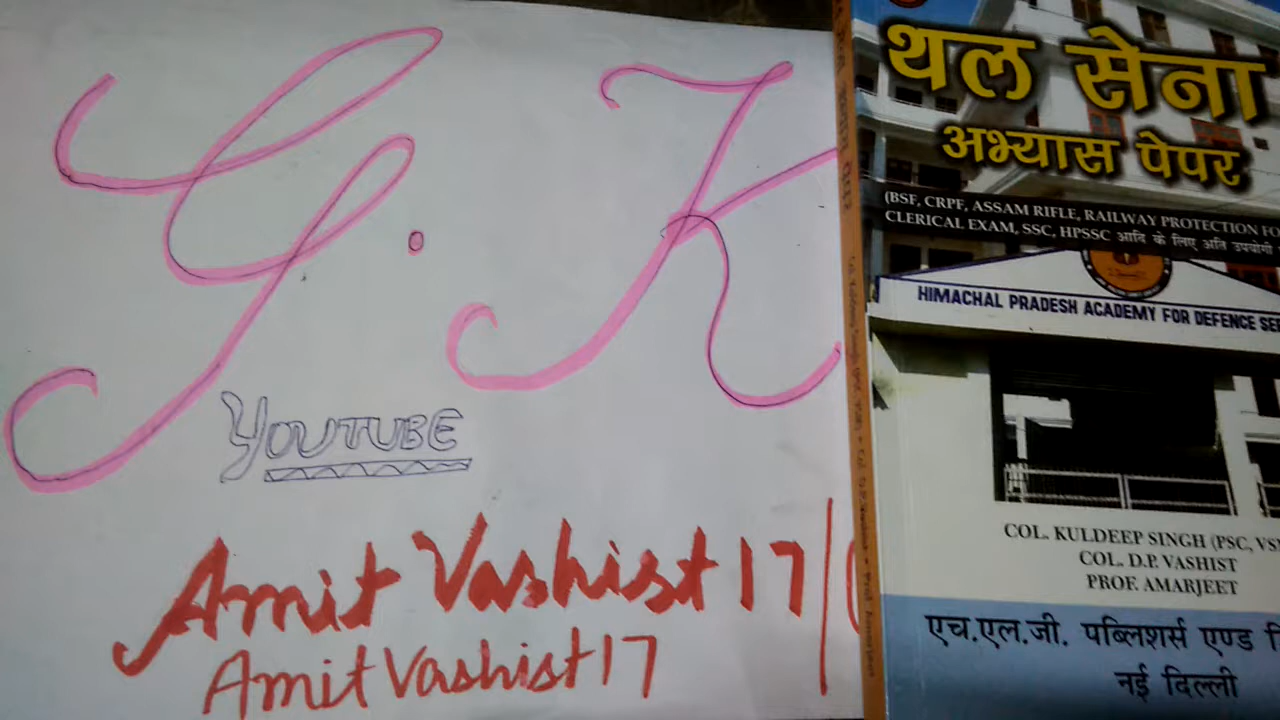 G. K
YOUTUBE
Amit Vashist 17
Amit Vashist 17
थल सेना
अभ्यास पेपर
(BSF, CRPF, ASSAM RIFLE, RAILWAY PROTECTION FO
CLERICAL EXAM, SSC, HPSSC आदि के लिए अति उपयोगी
HIMACHAL PRADESH ACADEMY FOR DEFENCE SE
COL. KULDEEP SINGH (PSC, VS
COL. D.P. VASHIST
PROF. AMARJEET
एच.एल.जी. पब्लिशर्स एण्ड
नई दिल्ली